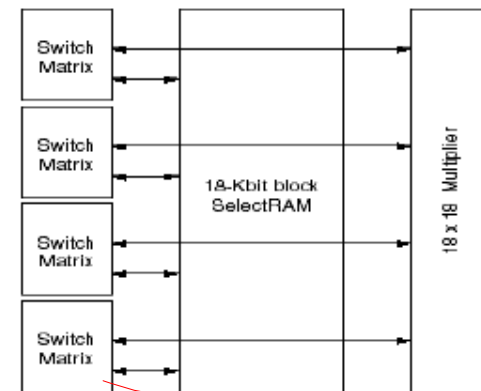 Switch
Matrix
Switch
Matrix
Switch
Matrix
Switch
Matrix
18-Kbit block
SelectRAM
18 x 18 Multiplier